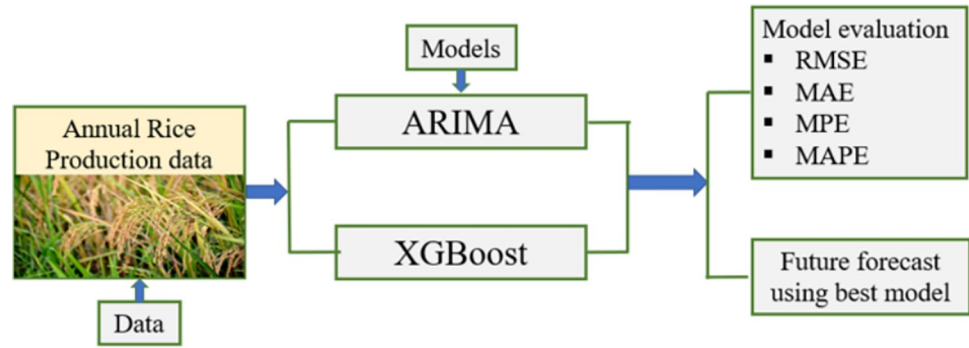 Annual Rice
Production data
Data
Models
ARIMA
XGBoost
Model evaluation
▪ RMSE
▪ MAE
▪ MPE
▪ MAPE
Future forecast
using best model